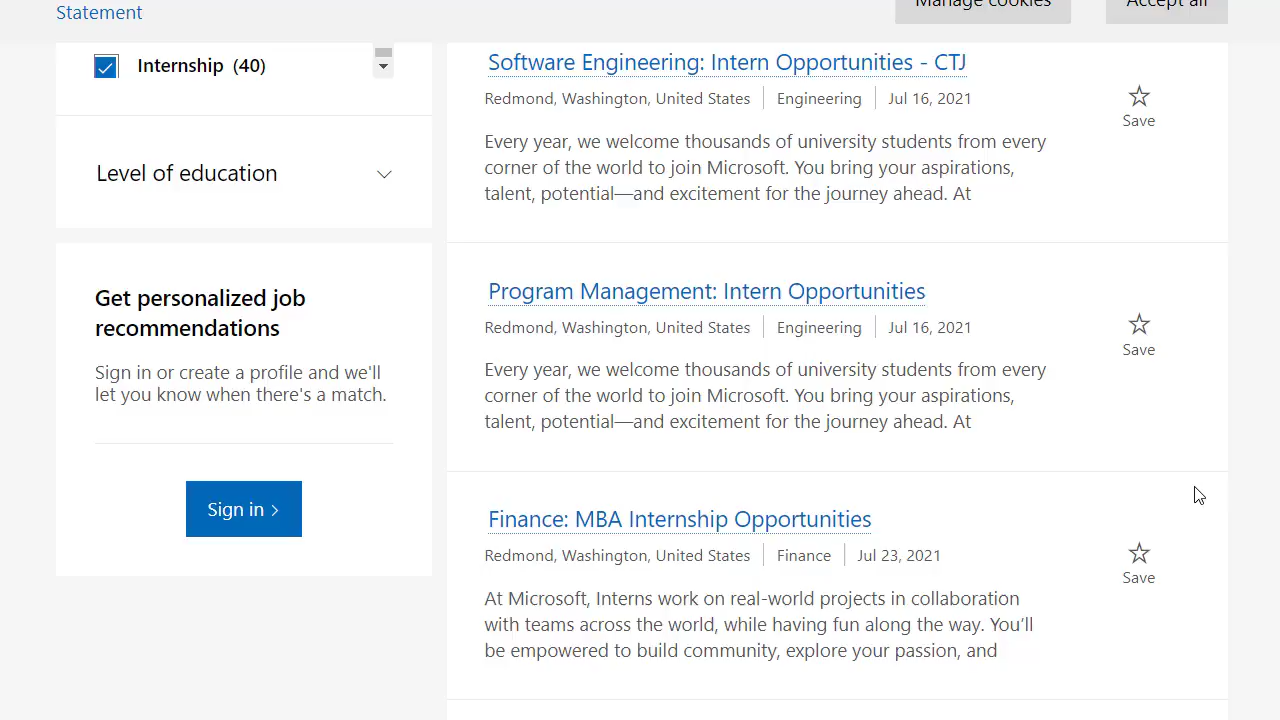 Statement
Manage cookies
Accept all
Internship (40)
Level of education
Get personalized job
recommendations
Sign in or create a profile and we'll
let you know when there's a match.
Sign in
Software Engineering: Intern Opportunities - CTJ
Redmond, Washington, United States
Engineering
Jul 16, 2021
Save
Every year, we welcome thousands of university students from every
corner of the world to join Microsoft. You bring your aspirations,
talent, potential—and excitement for the journey ahead. At
Program Management: Intern Opportunities
Redmond, Washington, United States
Engineering
Jul 16, 2021
Save
Every year, we welcome thousands of university students from every
corner of the world to join Microsoft. You bring your aspirations,
talent, potential—and excitement for the journey ahead. At
Finance: MBA Internship Opportunities
Redmond, Washington, United States
Finance
Jul 23, 2021
Save
At Microsoft, Interns work on real-world projects in collaboration
with teams across the world, while having fun along the way. You’ll
be empowered to build community, explore your passion, and